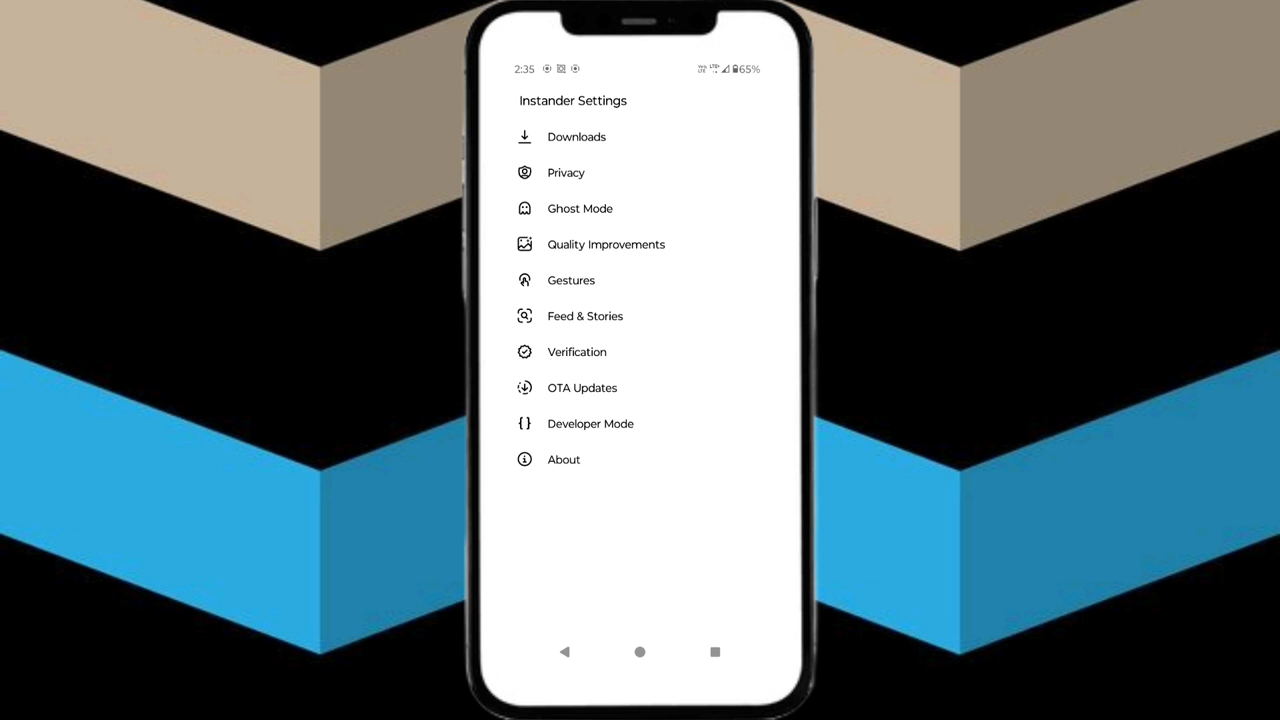 2:35 65%
Instander Settings
Downloads
Privacy
Ghost Mode
Quality Improvements
Gestures
Feed & Stories
Verification
OTA Updates
Developer Mode
About